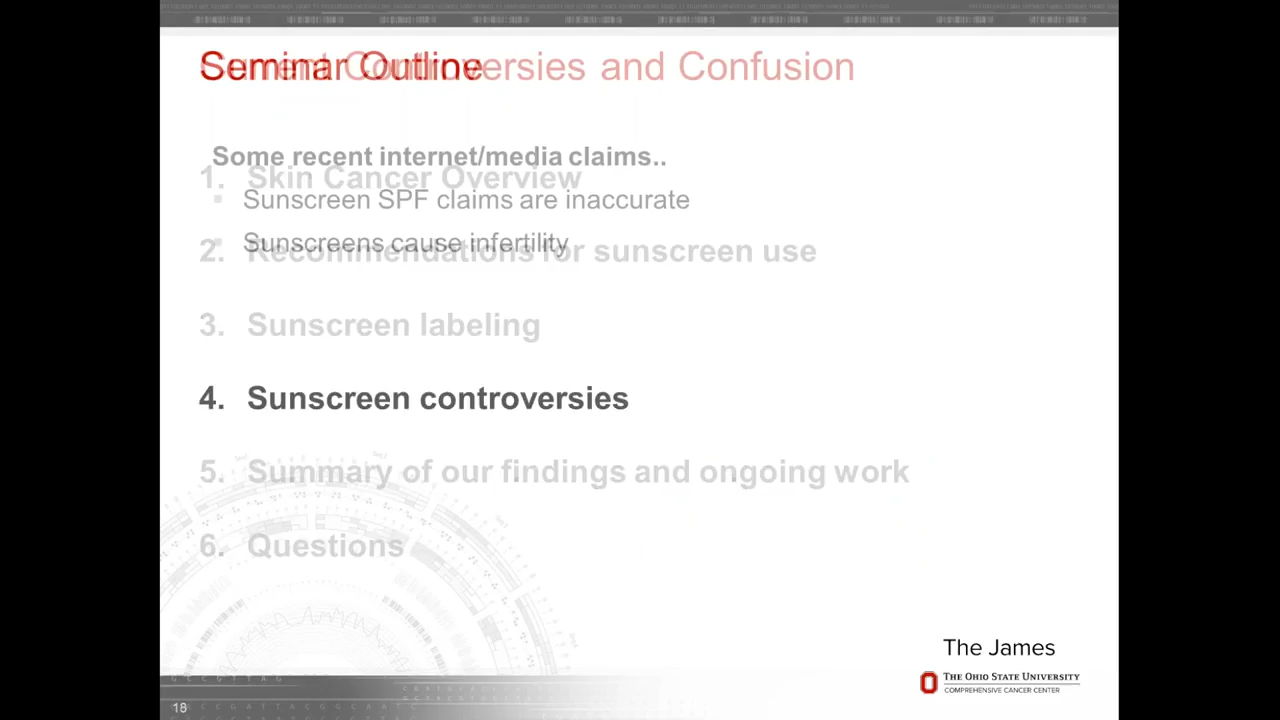 Seminar Outline
Current Controversies and Confusion
Some recent internet/media claims..
1. Skin Cancer Overview
▪ Sunscreen SPF claims are inaccurate
▪ Sunscreens cause infertility
2. Recommendations for sunscreen use
3. Sunscreen labeling
4. Sunscreen controversies
5. Summary of our findings and ongoing work
6. Questions
The James
THE OHIO STATE UNIVERSITY
COMPREHENSIVE CANCER CENTER
18